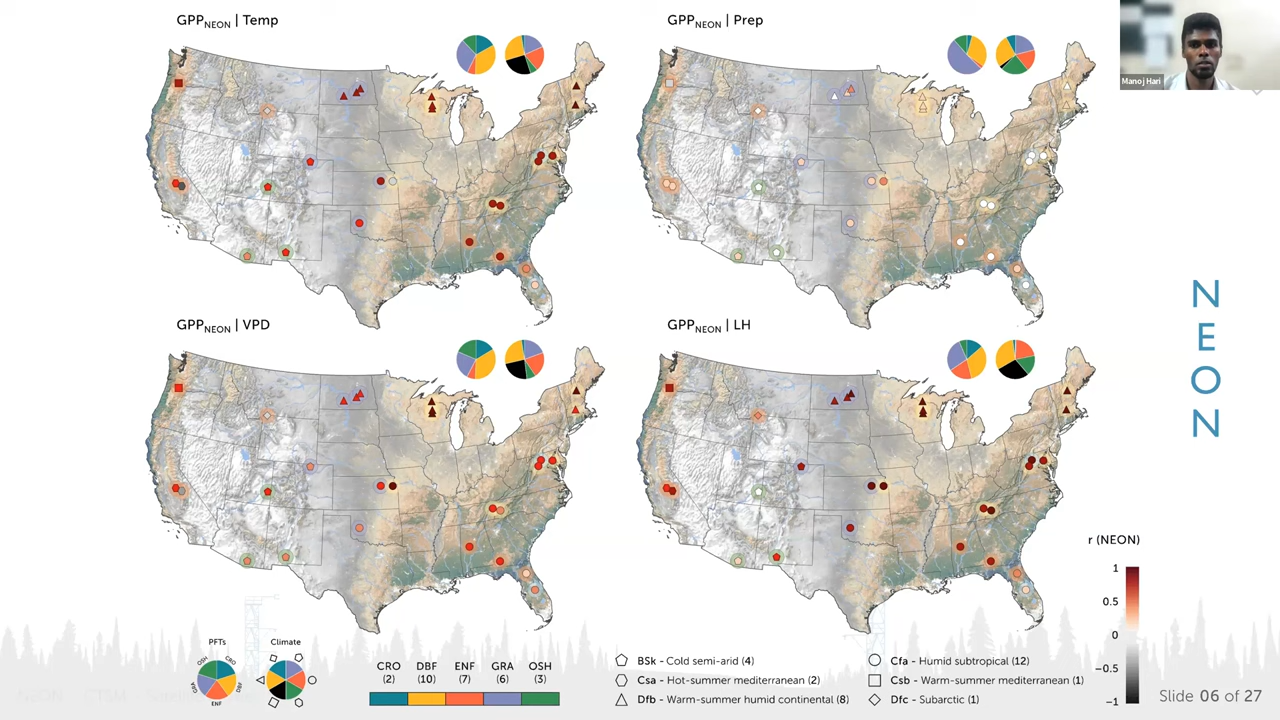 GPPNEON | Temp
GPPNEON | Prep
Manoj Hari
GPPNEON | VPD
GPPNEON | LH
N
E
O
N
r (NEON)
1
0.5
0
−0.5
−1
PFTs
Climate
OSH
CRO
DBF
ENF
CRO
(2)
DBF
(10)
ENF
(7)
GRA
(6)
OSH
(3)
BSk - Cold semi-arid (4)
Csa - Hot-summer mediterranean (2)
Dfb - Warm-summer humid continental (8)
Cfa - Humid subtropical (12)
Csb - Warm-summer mediterranean (1)
Dfc - Subarctic (1)
Slide 06 of 27